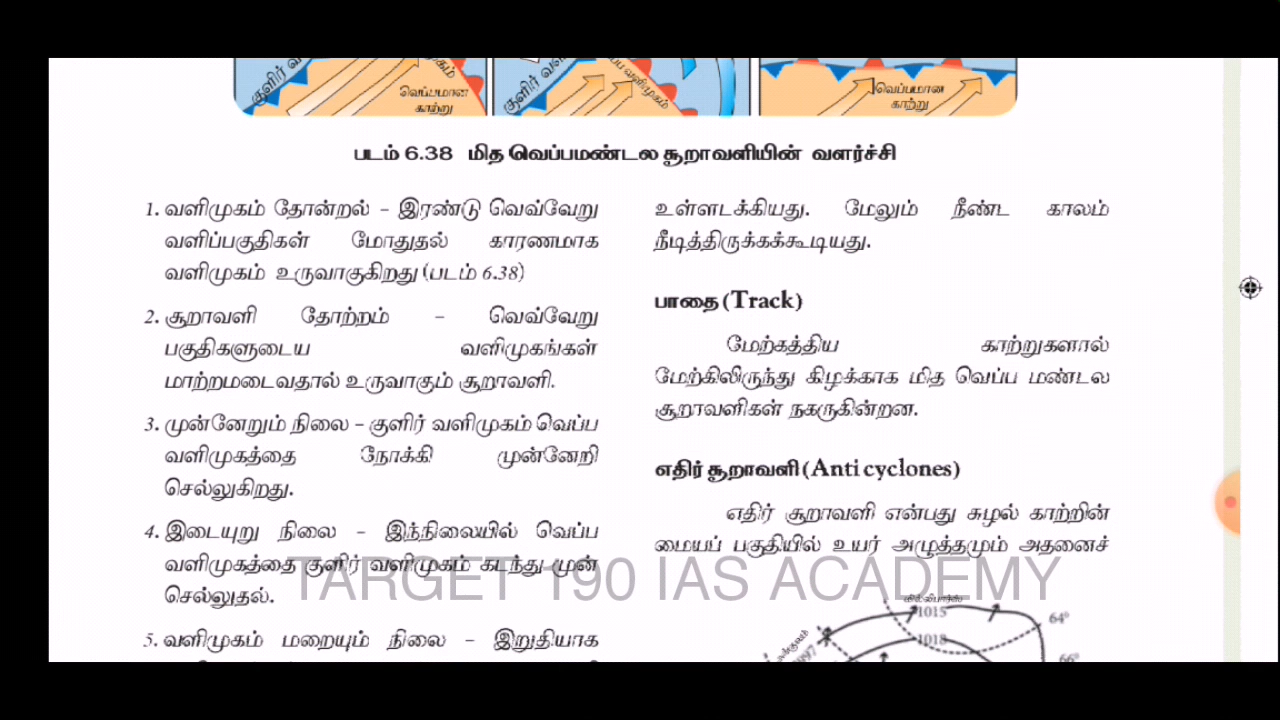 குளிர் வ
வெப்பமான
காற்று
குளிர் வளி
ப்ப வளிமுகம்
வெப்பமான
காற்று
படம் 6.38 மித வெப்பமண்டல சூறாவளியின் வளர்ச்சி
1. வளிமுகம் தோன்றல் – இரண்டு வெவ்வேறு
வளிப்பகுதிகள் மோதுதல் காரணமாக
வளிமுகம் உருவாகுகிறது (படம் 6.38)
2. சூறாவளி தோற்றம் – வெவ்வேறு
பகுதிகளுடைய வளிமுகங்கள்
மாற்றமடைவதால் உருவாகும் சூறாவளி.
3. முன்னேறும் நிலை – குளிர் வளிமுகம் வெப்ப
வளிமுகத்தை நோக்கி முன்னேறி
செல்லுகிறது.
4. இடையுறு நிலை – இந்நிலையில் வெப்ப
வளிமுகத்தை குளிர் வளிமுகம் கடந்து முன்
செல்லுதல்.
5. வளிமுகம் மறையும் நிலை – இறுதியாக
உள்ளடக்கியது. மேலும் நீண்ட காலம்
நீடித்திருக்கக்கூடியது.
பாதை (Track)
மேற்கத்திய காற்றுகளால்
மேற்கிலிருந்து கிழக்காக மித வெப்ப மண்டல
சூறாவளிகள் நகருகின்றன.
எதிர் சூறாவளி (Anti cyclones)
எதிர் சூறாவளி என்பது சுழல் காற்றின்
மையப் பகுதியில் உயர் அழுத்தமும் அதனைச்
TARGET 190 IAS ACADEMY
மில்லிபார்ஸ்
1015
64°
1018
997
66°